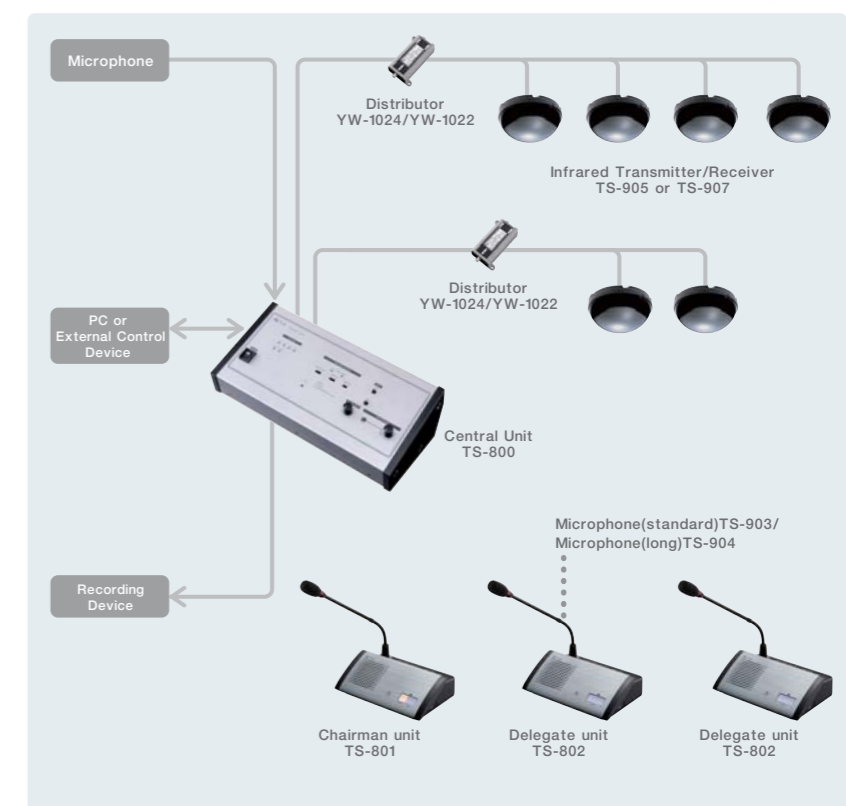 Microphone
Distributor
YW-1024/YW-1022
Infrared Transmitter/Receiver
TS-905 or TS-907
Distributor
YW-1024/YW-1022
PC or
External Control
Device
Central Unit
TS-800
Microphone(standard)TS-903/
Microphone(long)TS-904
Recording
Device
Chairman unit
TS-801
Delegate unit
TS-802
Delegate unit
TS-802